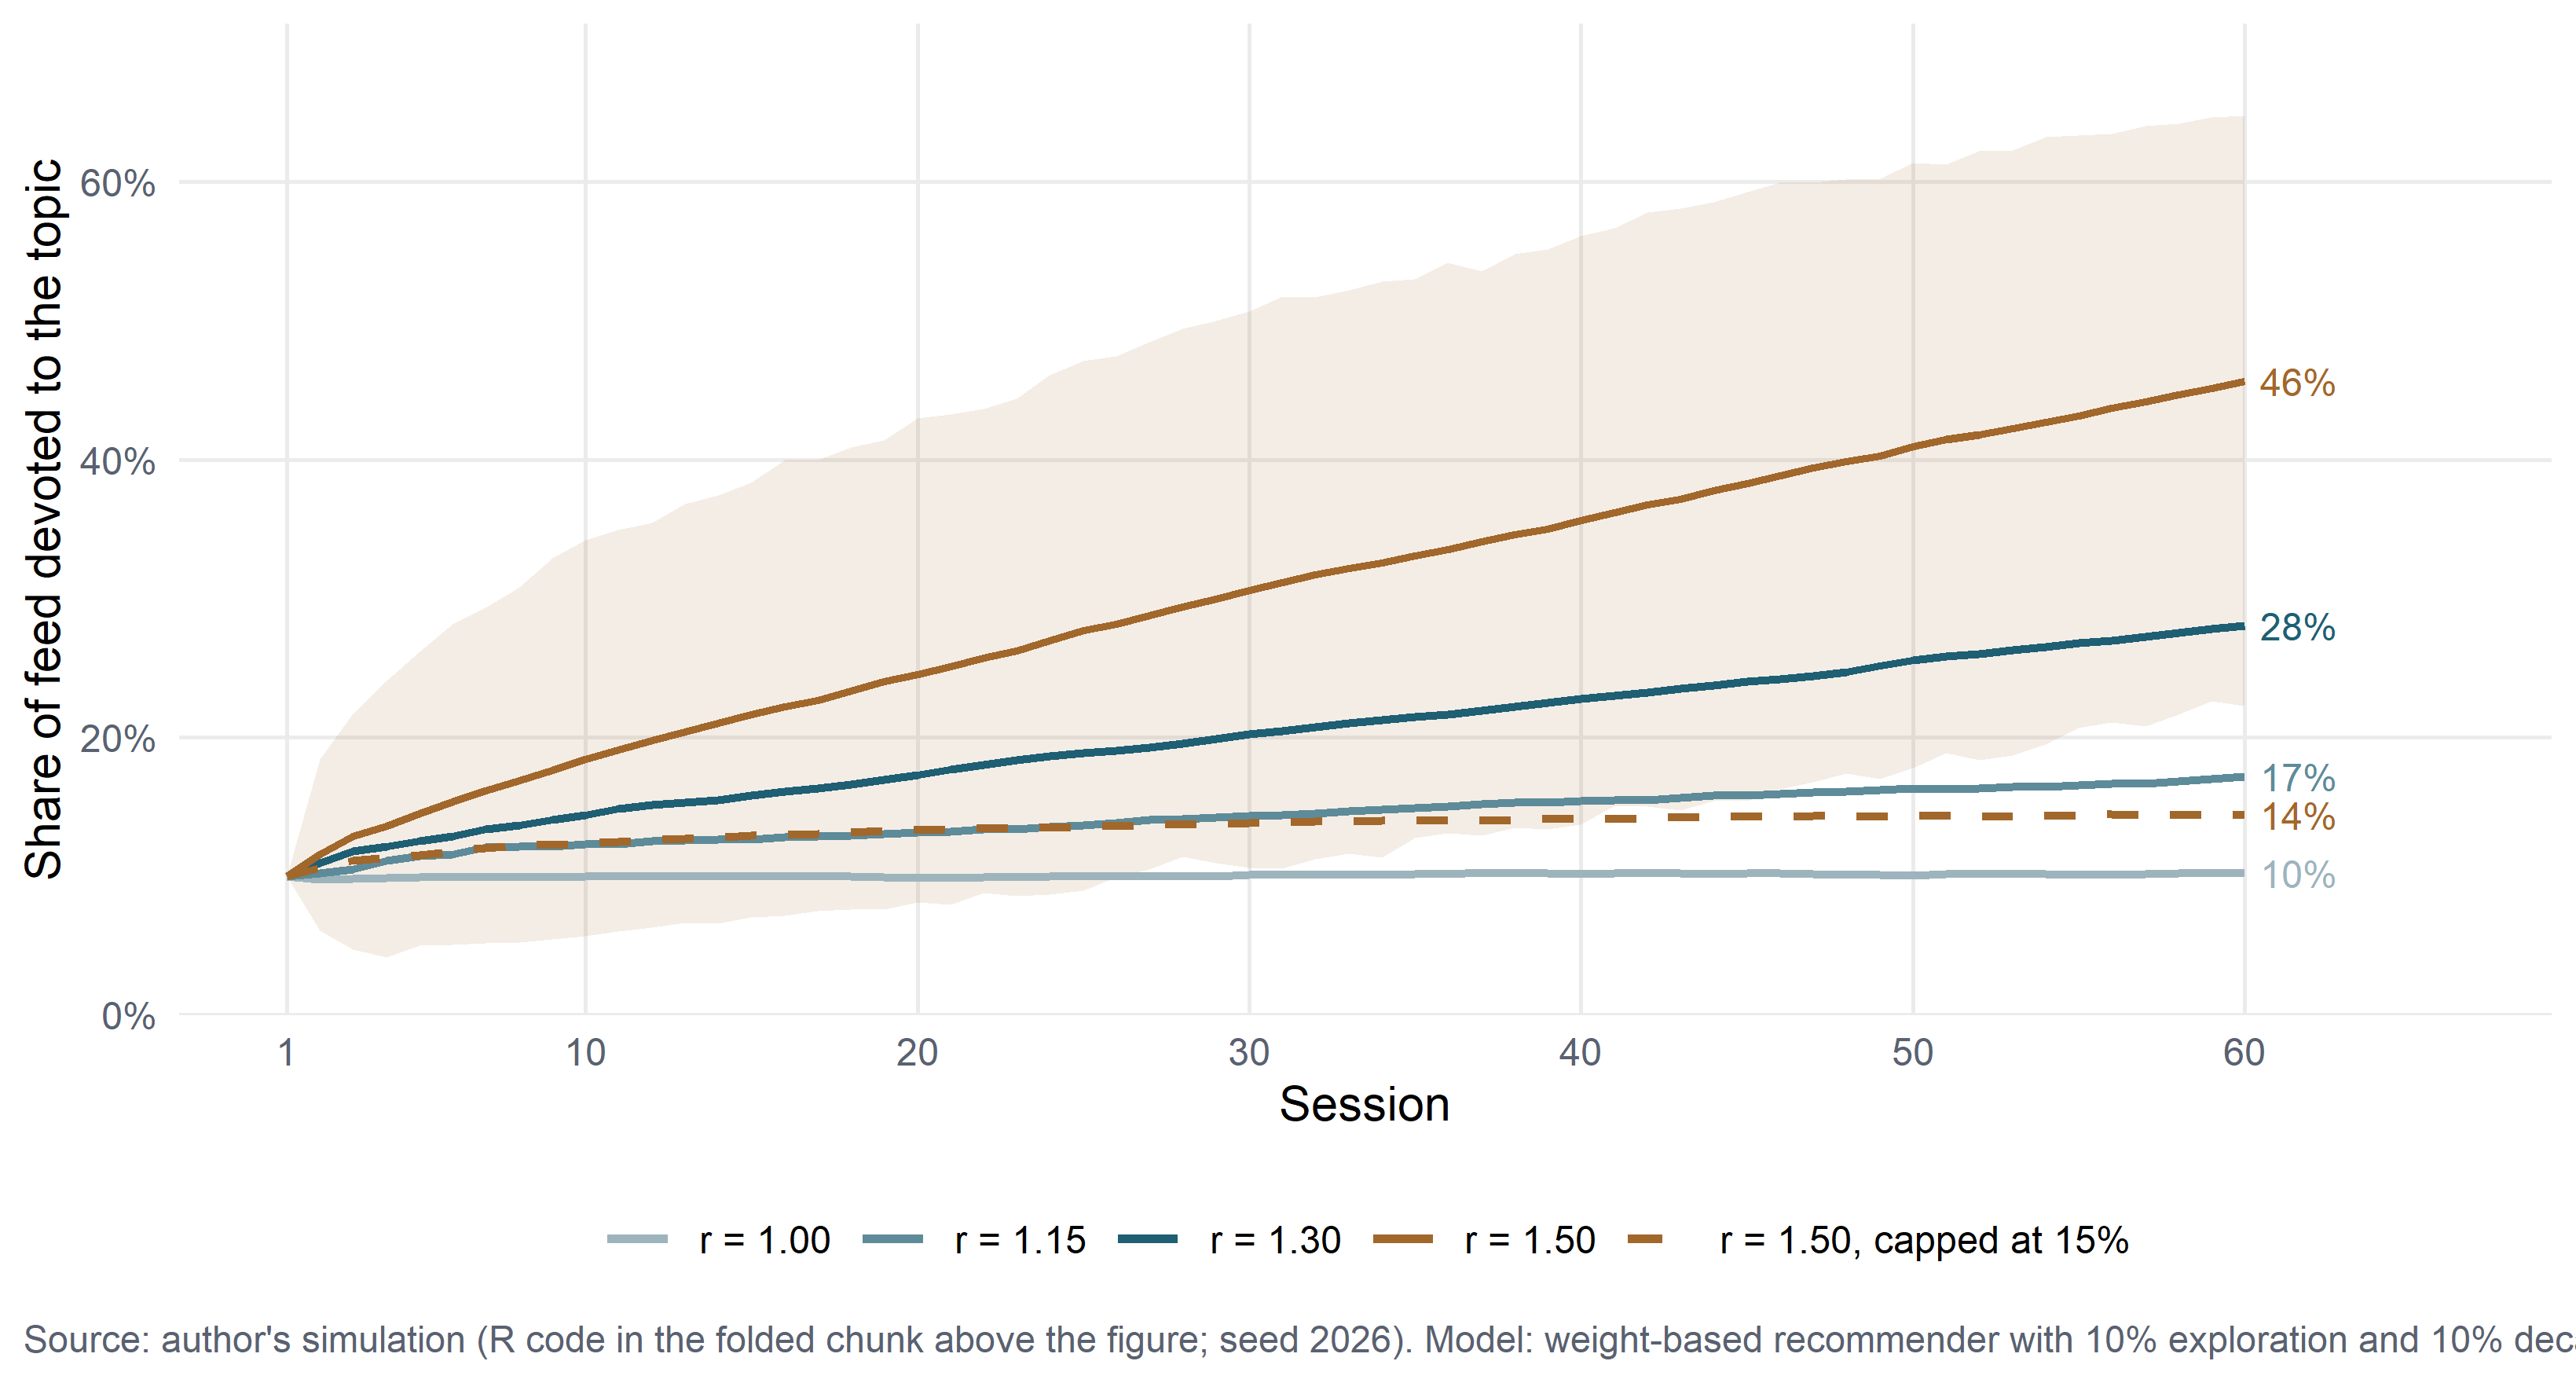 Share of feed devoted to the topic
60%
40%
20%
0%
46%
28%
17%
14%
10%
1 10 20 30 40 50 60
Session
r = 1.00 r = 1.15 r = 1.30 r = 1.50 r = 1.50, capped at 15%
Source: author's simulation (R code in the folded chunk above the figure; seed 2026). Model: weight-based recommender with 10% exploration and 10%